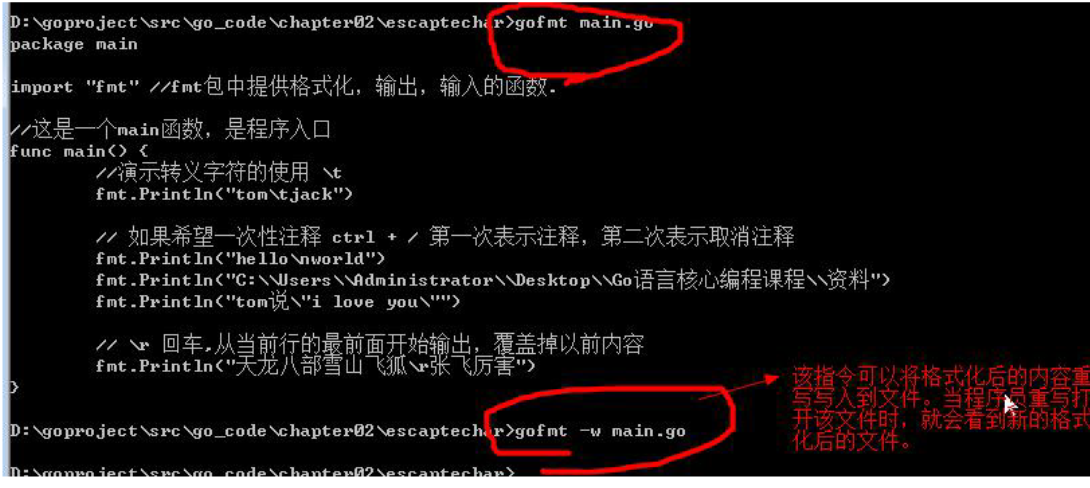 D:\goproject\src\go_code\chapter02\escaptechar>gofmt main.go
package main
import "fmt" //fmt包中提供格式化，输出，输入的函数.
//这是一个main函数，是程序入口
func main() {
//演示转义字符的使用 \t
fmt.Println("tom\tjack")
// 如果希望一次性注释 ctrl + / 第一次表示注释，第二次表示取消注释
fmt.Println("hello\nworld")
fmt.Println("C:\\Users\\Administrator\\Desktop\\Go语言核心编程课程\\资料")
fmt.Println("tom说\"i love you\"")
// \r 回车,从当前行的最前面开始输出，覆盖掉以前内容
fmt.Println("天龙八部雪山飞狐\r张飞厉害")
}
该指令可以将格式化后的内容重
写写入到文件。当程序员重写打
开该文件时，就会看到新的格式
化后的文件。
D:\goproject\src\go_code\chapter02\escaptechar>gofmt -w main.go
D:\goproject\src\go_code\chapter02\escaptechar>